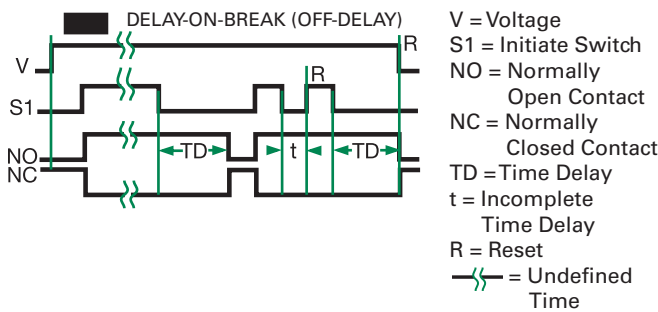 DELAY-ON-BREAK (OFF-DELAY)
R
V
R
S1
NO
NC
TD
t
TD
V = Voltage
S1 = Initiate Switch
NO = Normally
Open Contact
NC = Normally
Closed Contact
TD = Time Delay
t = Incomplete
Time Delay
R = Reset
= Undefined
Time